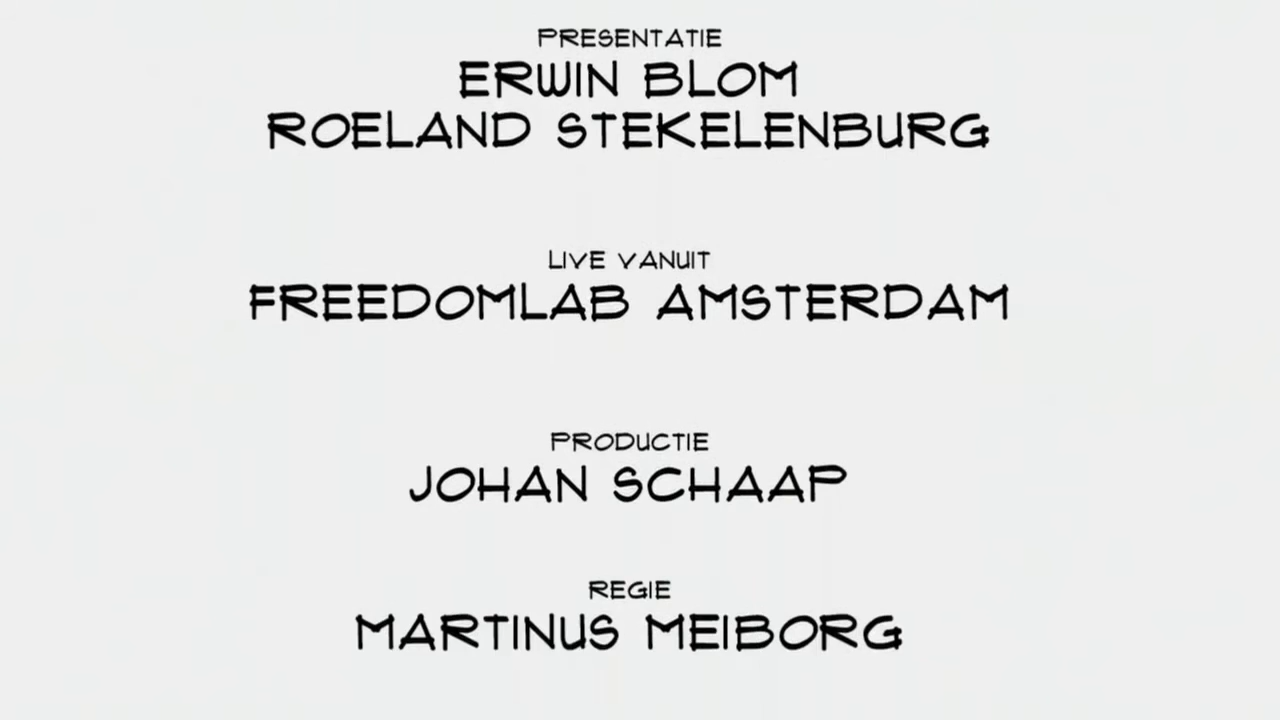 PRESENTATIE
ERWIN BLOM
ROELAND STEKELENBURG
LIVE VANUIT
FREEDOMLAB AMSTERDAM
PRODUCTIE
JOHAN SCHAAP
REGIE
MARTINUS MEIBORG